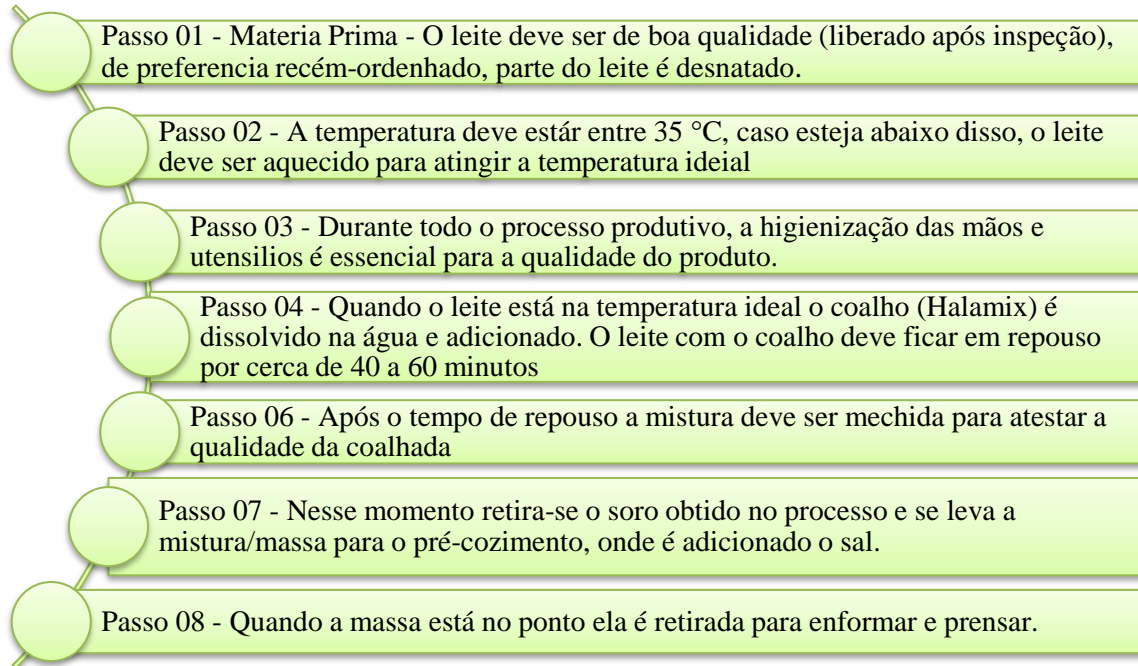 Passo 01 - Materia Prima - O leite deve ser de boa qualidade (liberado após inspeção),
de preferencia recém-ordenhado, parte do leite é desnatado.
Passo 02 - A temperatura deve estár entre 35 °C, caso esteja abaixo disso, o leite
deve ser aquecido para atingir a temperatura ideial
Passo 03 - Durante todo o processo produtivo, a higienização das mãos e
utensilios é essencial para a qualidade do produto.
Passo 04 - Quando o leite está na temperatura ideal o coalho (Halamix) é
dissolvido na água e adicionado. O leite com o coalho deve ficar em repouso
por cerca de 40 a 60 minutos
Passo 06 - Após o tempo de repouso a mistura deve ser mechida para atestar a
qualidade da coalhada
Passo 07 - Nesse momento retira-se o soro obtido no processo e se leva a
mistura/massa para o pré-cozimento, onde é adicionado o sal.
Passo 08 - Quando a massa está no ponto ela é retirada para enformar e prensar.